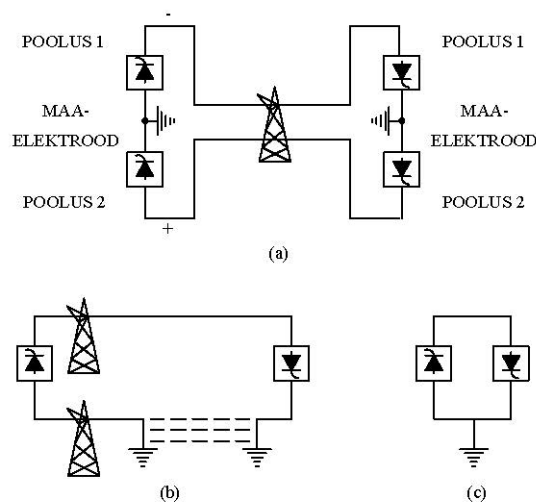 -
POOLUS 1
POOLUS 1
MAA-
ELEKTROOD
MAA-
ELEKTROOD
POOLUS 2
POOLUS 2
+
(a)
(b)
(c)